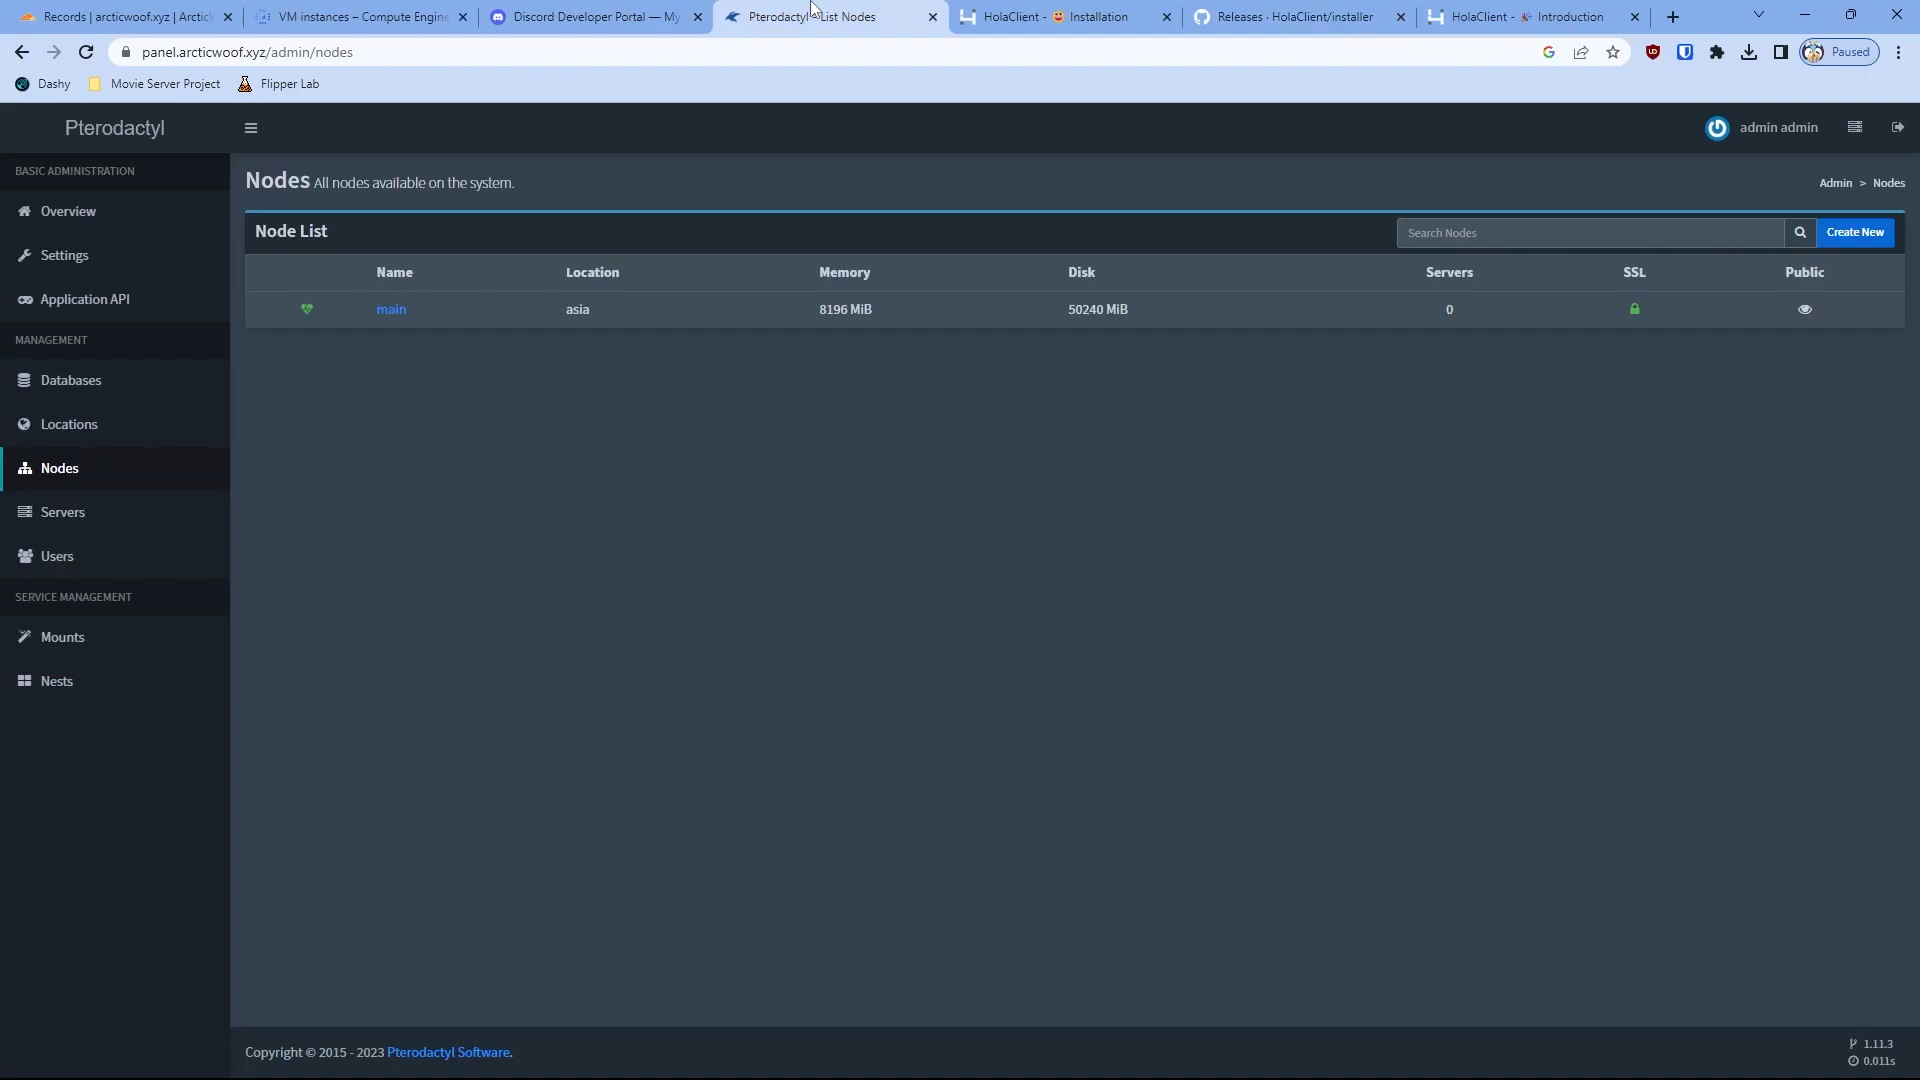 Records | arcticwoof.xyz | Arctic
VM instances – Compute Engine
Discord Developer Portal — My
Pterodactyl - List Nodes
HolaClient - Installation
Releases · HolaClient/installer
HolaClient - Introduction
panel.arcticwoof.xyz/admin/nodes
Paused
Dashy
Movie Server Project
Flipper Lab
Pterodactyl
admin admin
BASIC ADMINISTRATION
Overview
Settings
Application API
MANAGEMENT
Databases
Locations
Nodes
Servers
Users
SERVICE MANAGEMENT
Mounts
Nests
Nodes All nodes available on the system.
Admin > Nodes
Node List
Search Nodes
Create New
Name Location Memory Disk Servers SSL Public
main asia 8196 MiB 50240 MiB 0
Copyright © 2015 - 2023 Pterodactyl Software.
1.11.3
0.011s